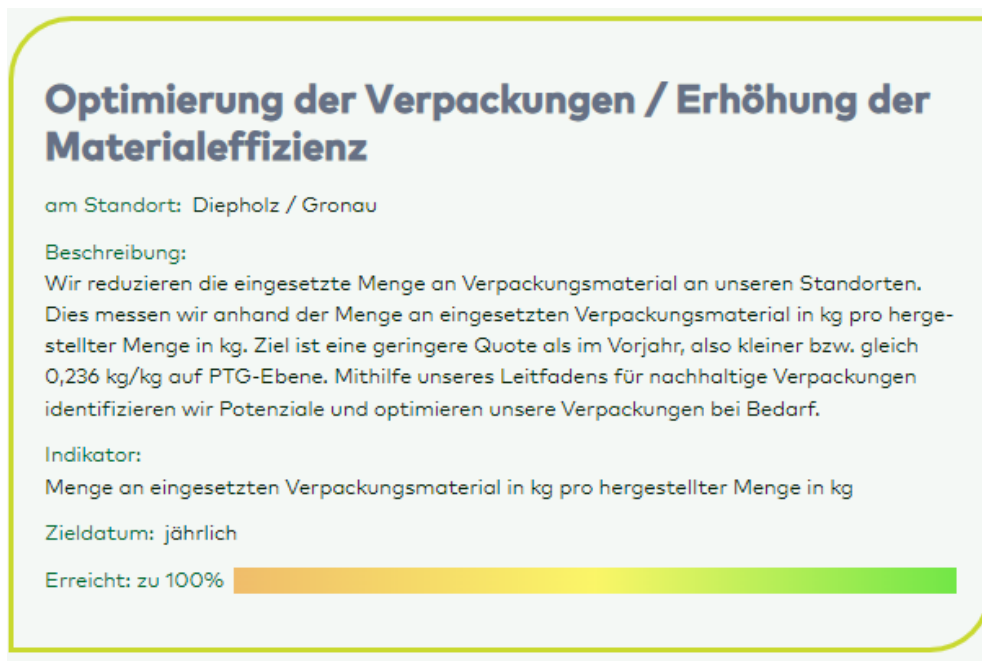 Optimierung der Verpackungen / Erhöhung der
Materialeffizienz
am Standort: Diepholz / Gronau
Beschreibung:
Wir reduzieren die eingesetzte Menge an Verpackungsmaterial an unseren Standorten.
Dies messen wir anhand der Menge an eingesetzten Verpackungsmaterial in kg pro herge-
stellter Menge in kg. Ziel ist eine geringere Quote als im Vorjahr, also kleiner bzw. gleich
0,236 kg/kg auf PTG-Ebene. Mithilfe unseres Leitfadens für nachhaltige Verpackungen
identifizieren wir Potenziale und optimieren unsere Verpackungen bei Bedarf.
Indikator:
Menge an eingesetzten Verpackungsmaterial in kg pro hergestellter Menge in kg
Zieldatum: jährlich
Erreicht: zu 100%